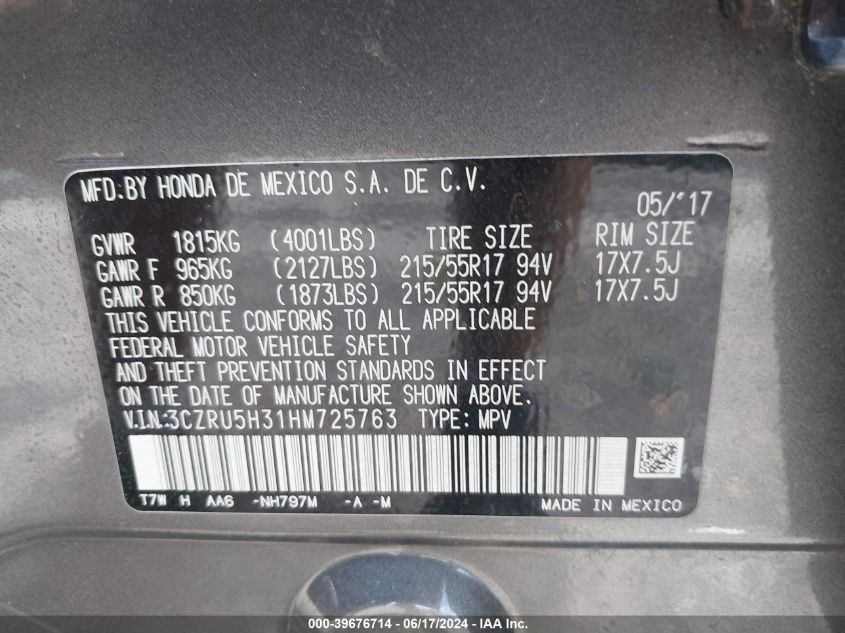 MFD.BY HONDA DE MEXICO S.A. DE C.V.
05/'17
GVWR 1815KG (4001LBS) TIRE SIZE RIM SIZE
GAWR F 965KG (2127LBS) 215/55R17 94V 17X7.5J
GAWR R 850KG (1873LBS) 215/55R17 94V 17X7.5J
THIS VEHICLE CONFORMS TO ALL APPLICABLE
FEDERAL MOTOR VEHICLE SAFETY
AND THEFT PREVENTION STANDARDS IN EFFECT
ON THE DATE OF MANUFACTURE SHOWN ABOVE.
V.I.N:3CZRU5H31HM725763 TYPE: MPV
T7W H AA6 -NH797M -A -M MADE IN MEXICO
000-39676714 - 06/17/2024 - IAAI, Inc.